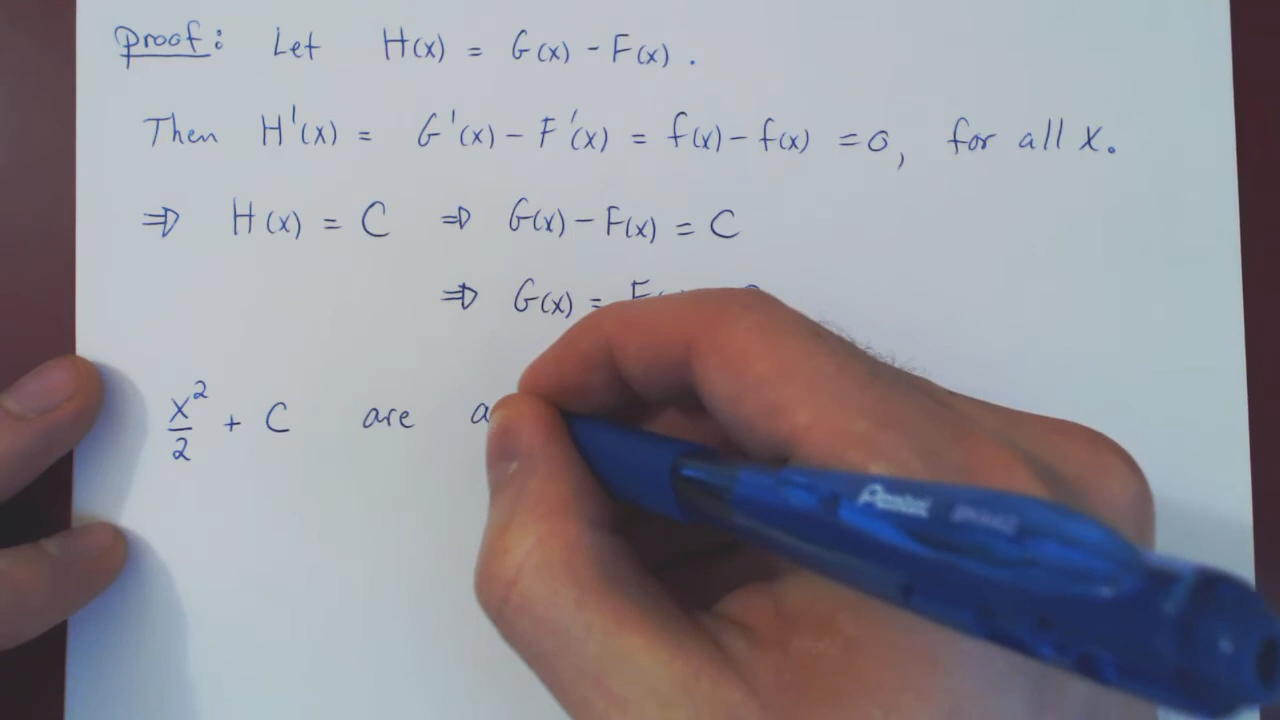 proof: Let H(x) = G(x) - F(x).
Then H'(x) = G'(x) - F'(x) = f(x) - f(x) = 0, for all x.
⇒ H(x) = C ⇒ G(x) - F(x) = C
⇒ G(x) = F
x²/2 + C are
Pentel